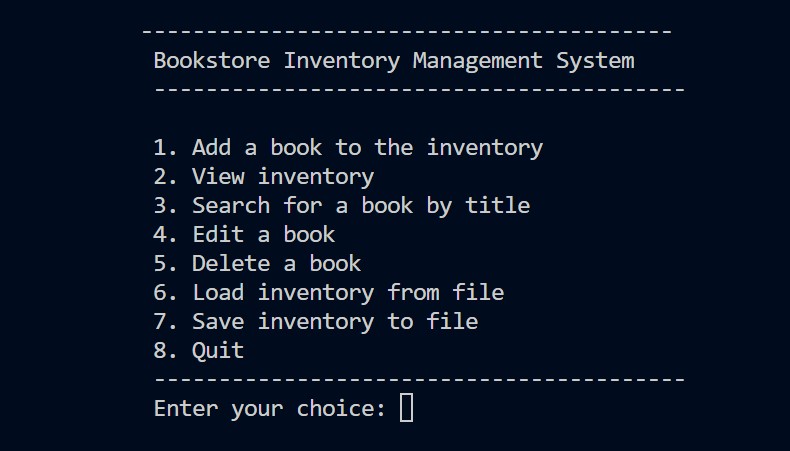 -----------------------------------------
Bookstore Inventory Management System
-----------------------------------------
1. Add a book to the inventory
2. View inventory
3. Search for a book by title
4. Edit a book
5. Delete a book
6. Load inventory from file
7. Save inventory to file
8. Quit
-----------------------------------------
Enter your choice: